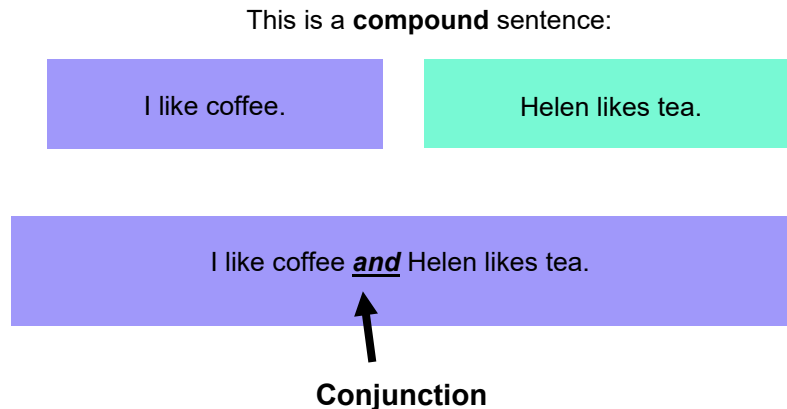 This is a compound sentence:
I like coffee.
Helen likes tea.
I like coffee and Helen likes tea.
Conjunction